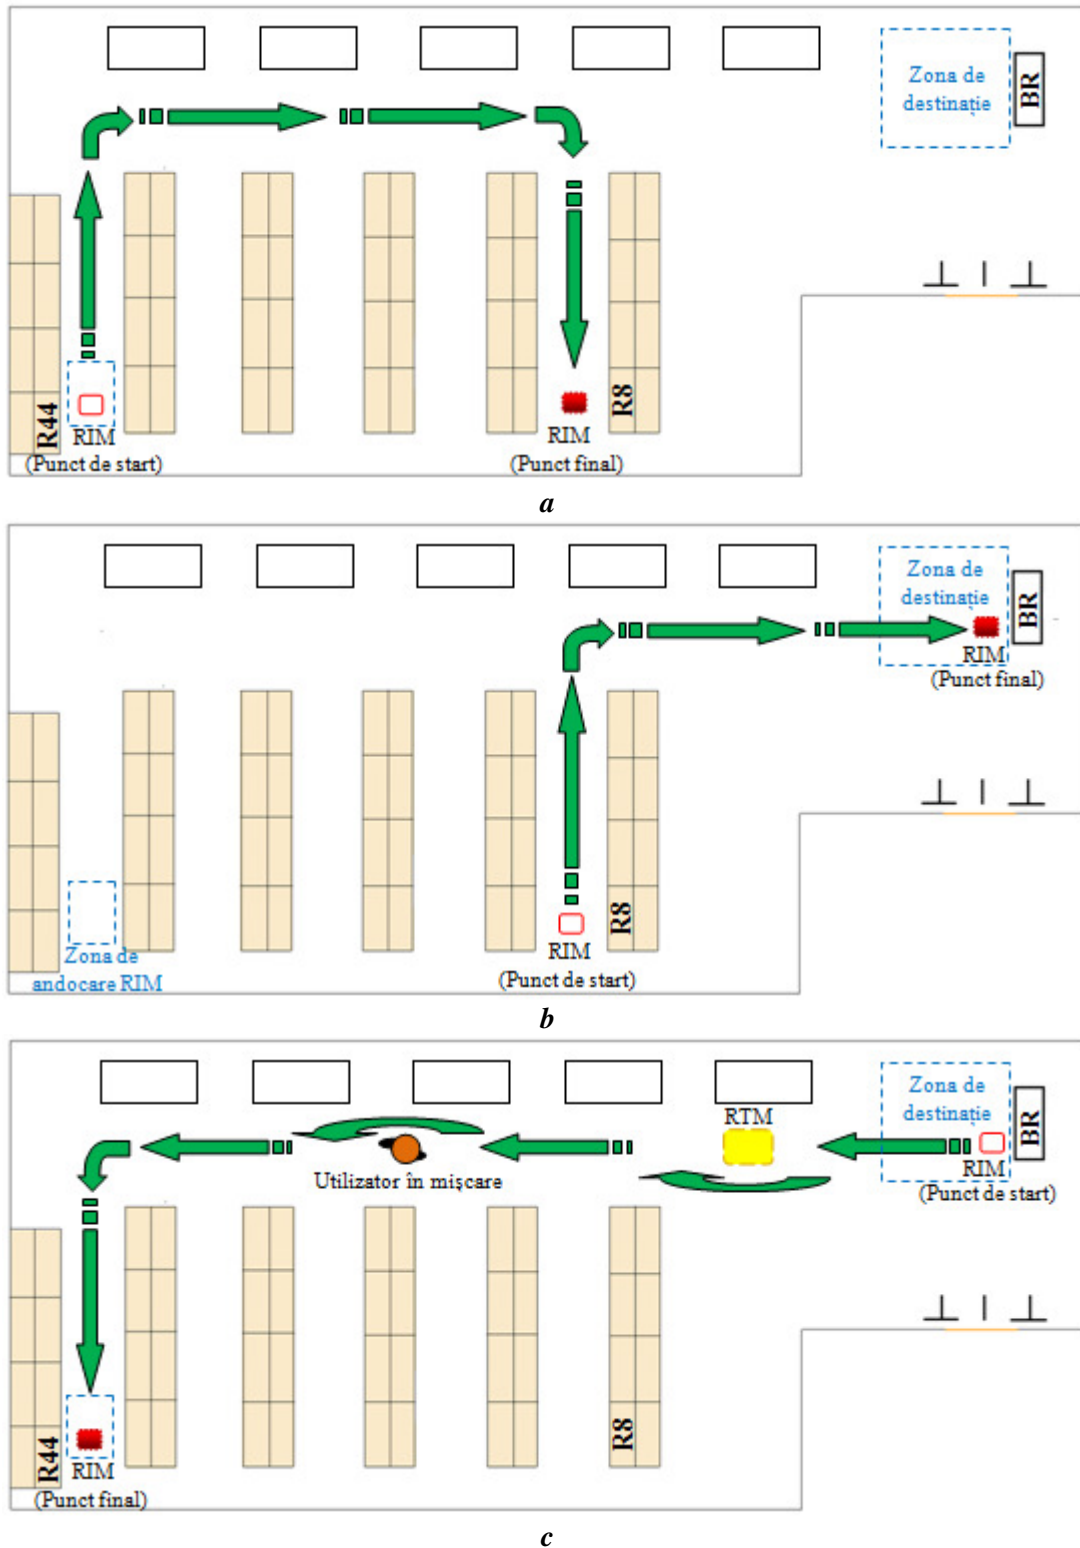 Zona de
destinație
BR
R44
R8
RIM
(Punct de start)
RIM
(Punct final)
a
Zona de
destinație
BR
RIM
(Punct final)
R8
Zona de
andocare RIM
RIM
(Punct de start)
b
Zona de
destinație
BR
RTM
RIM
(Punct de start)
Utilizator în mișcare
R44
R8
RIM
(Punct final)
c